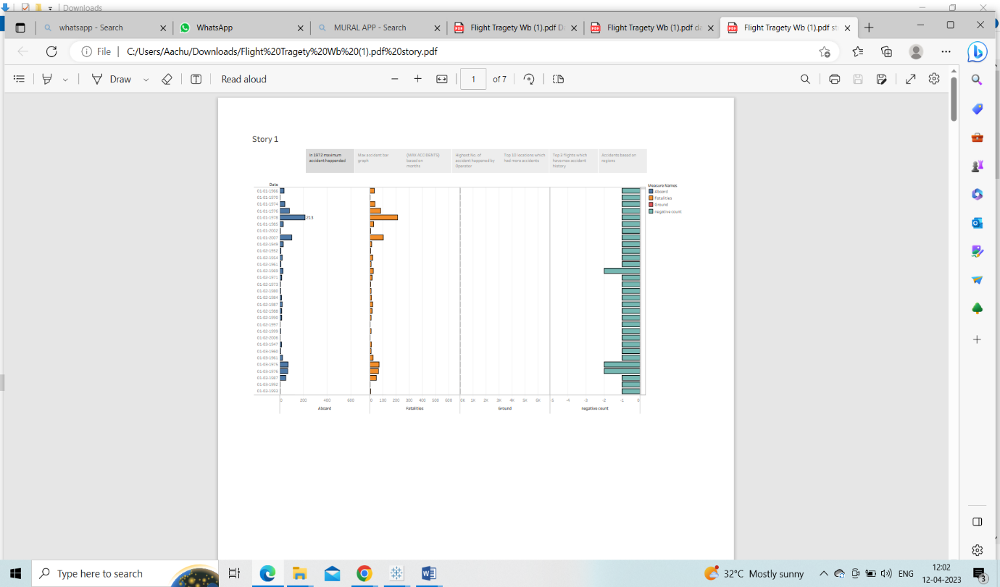 Downloads
whatsapp - Search
WhatsApp
MURAL APP - Search
Flight Tragety Wb (1).pdf D
Flight Tragety Wb (1).pdf da
Flight Tragety Wb (1).pdf st
File
C:/Users/Aachu/Downloads/Flight%20Tragety%20Wb%20(1).pdf%20story.pdf
Draw
Read aloud
1 of 7
Story 1
In 1972 maximum
accident happended
Max accident bar
graph
(MAX ACCIDENTS)
based on
months
Highest No. of
accident happened by
Operator
Top 10 locations which
had more accidents
Top 3 flights which
have max accident
history
Accidents based on
regions
Date
01-01-1966
01-01-1970
01-01-1974
01-01-1976
01-01-1978
213
01-01-1985
01-01-2002
01-01-2007
01-02-1949
01-02-1952
01-02-1954
01-02-1961
01-02-1969
01-02-1971
01-02-1973
01-02-1980
01-02-1984
01-02-1987
01-02-1988
01-02-1990
01-02-1997
01-02-1999
01-02-2006
01-03-1947
01-03-1960
01-03-1961
01-03-1975
01-03-1976
01-03-1987
01-03-1992
01-03-1993
Measure Names
Aboard
Fatalities
Ground
negative count
0 200 400 600
0 100 200 300 400 500 600
0K 1K 2K 3K 4K 5K 6K
-5 -4 -3 -2 -1 0
Aboard
Fatalities
Ground
negative count
Type here to search
32°C Mostly sunny
ENG
12:02
12-04-2023
3